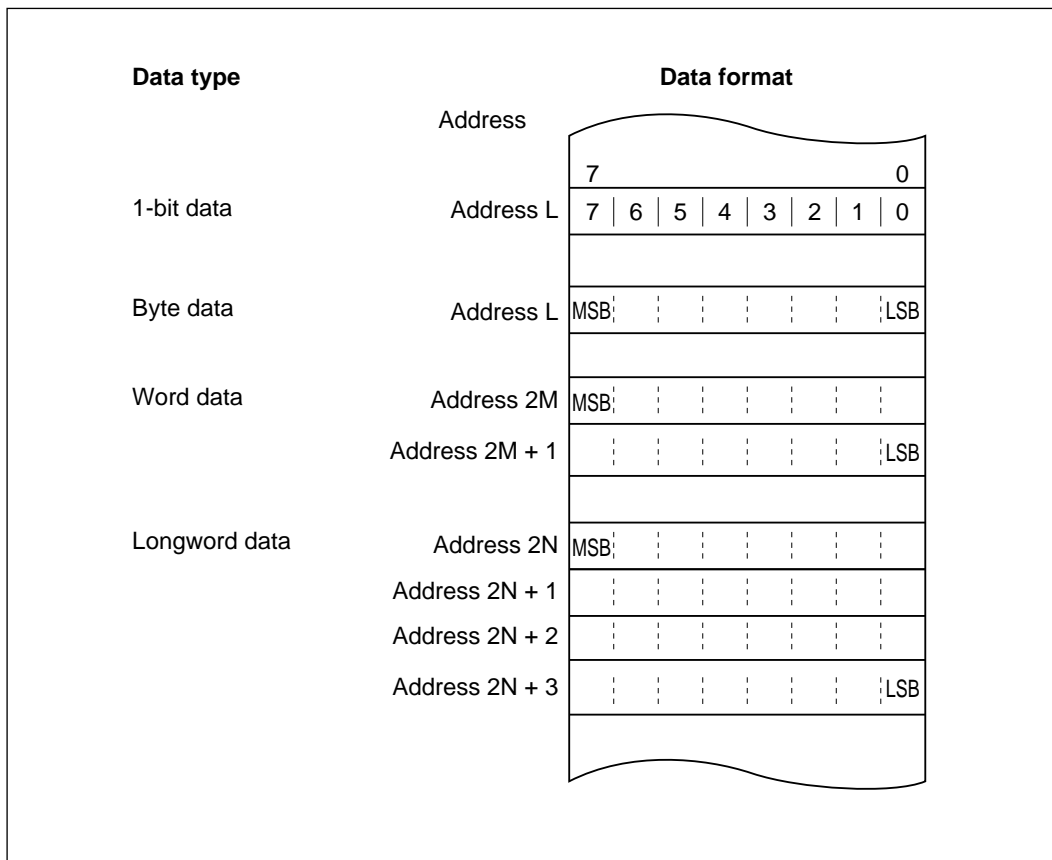 Data type Data format
Address
7 0
1-bit data Address L 7 6 5 4 3 2 1 0
Byte data Address L MSB LSB
Word data Address 2M MSB
Address 2M + 1 LSB
Longword data Address 2N MSB
Address 2N + 1
Address 2N + 2
Address 2N + 3 LSB